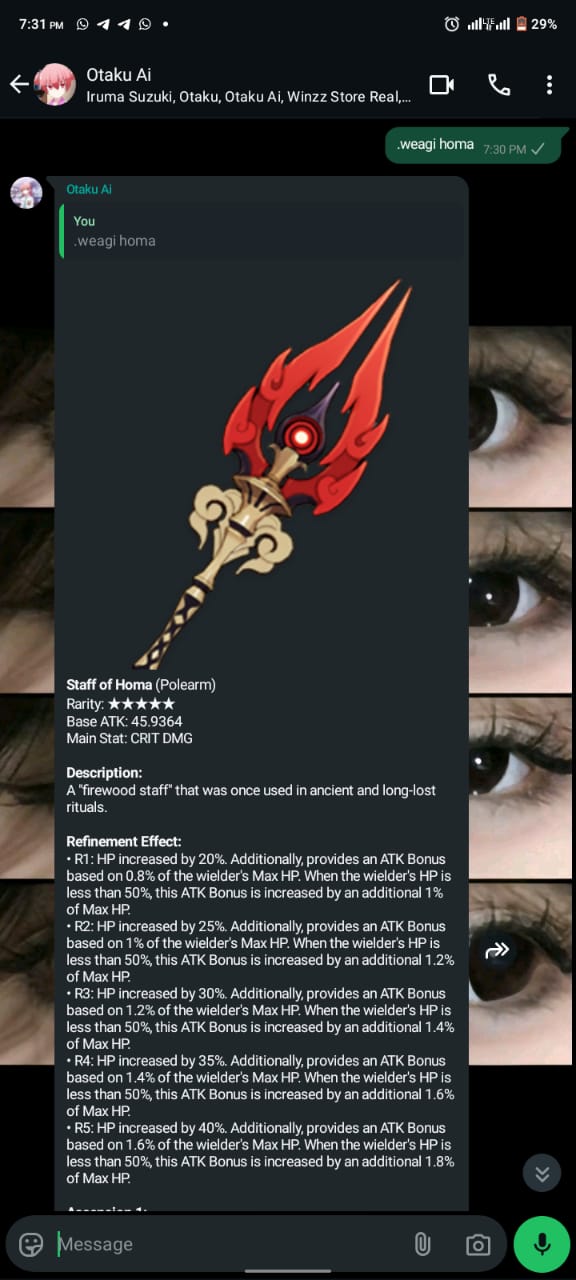 7:31 PM
LTE
29%
Otaku Ai
Iruma Suzuki, Otaku, Otaku Ai, Winzz Store Real,...
.weagi homa 7:30 PM
Otaku Ai
You
.weagi homa
Staff of Homa (Polearm)
Rarity: ★★★★★
Base ATK: 45.9364
Main Stat: CRIT DMG
Description:
A "firewood staff" that was once used in ancient and long-lost
rituals.
Refinement Effect:
• R1: HP increased by 20%. Additionally, provides an ATK Bonus
based on 0.8% of the wielder's Max HP. When the wielder's HP is
less than 50%, this ATK Bonus is increased by an additional 1%
of Max HP.
• R2: HP increased by 25%. Additionally, provides an ATK Bonus
based on 1% of the wielder's Max HP. When the wielder's HP is
less than 50%, this ATK Bonus is increased by an additional 1.2%
of Max HP.
• R3: HP increased by 30%. Additionally, provides an ATK Bonus
based on 1.2% of the wielder's Max HP. When the wielder's HP is
less than 50%, this ATK Bonus is increased by an additional 1.4%
of Max HP.
• R4: HP increased by 35%. Additionally, provides an ATK Bonus
based on 1.4% of the wielder's Max HP. When the wielder's HP is
less than 50%, this ATK Bonus is increased by an additional 1.6%
of Max HP.
• R5: HP increased by 40%. Additionally, provides an ATK Bonus
based on 1.6% of the wielder's Max HP. When the wielder's HP is
less than 50%, this ATK Bonus is increased by an additional 1.8%
of Max HP.
Message